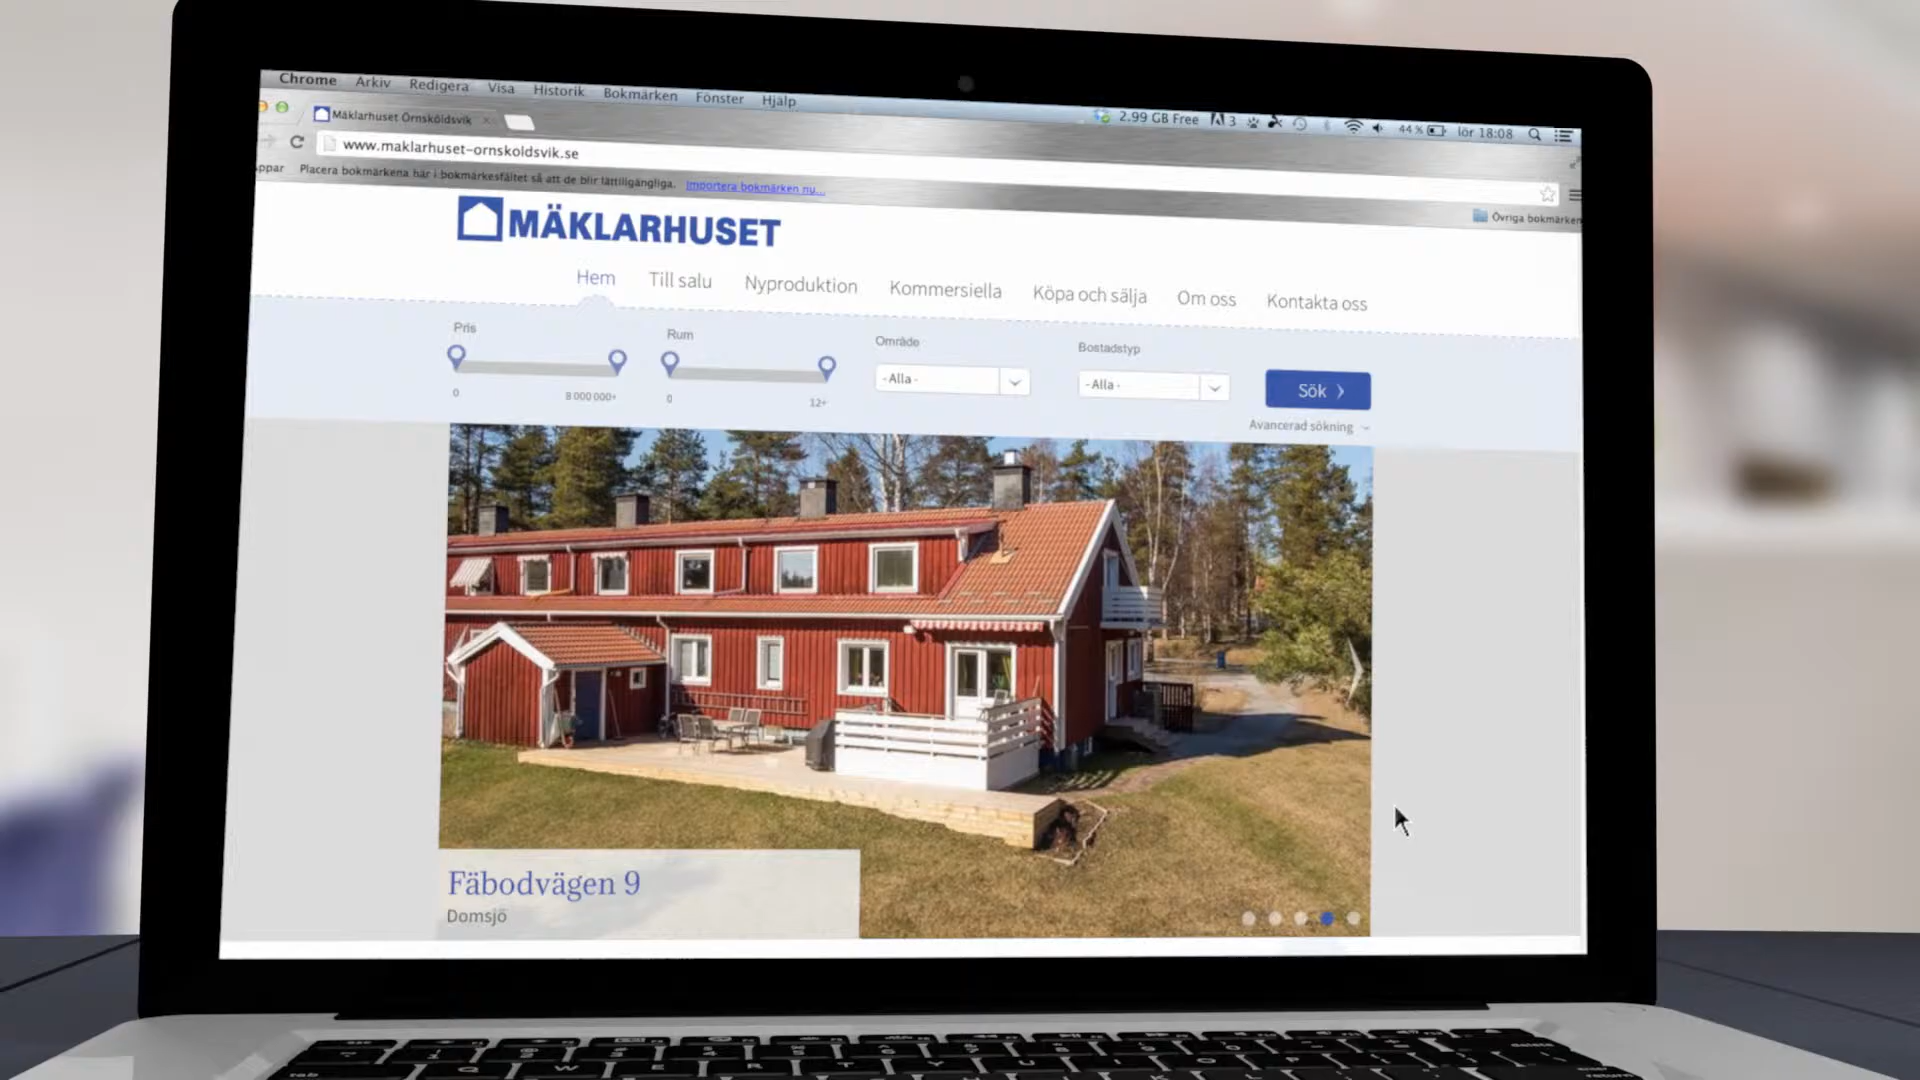 Chrome Arkiv Redigera Visa Historik Bokmärken Fönster Hjälp
2.99 GB Free 3 44 % lör 18:08
Mäklarhuset Örnsköldsvik
www.maklarhuset-ornskoldsvik.se
Placera bokmärkena här i bokmärkesfältet så att de blir lättillgängliga. Importera bokmärken nu...
Övriga bokmärken
MÄKLARHUSET
Hem Till salu Nyproduktion Kommersiella Köpa och sälja Om oss Kontakta oss
Pris Rum Område Bostadstyp
- Alla - - Alla - Sök
0 8 000 000+ 0 12+
Avancerad sökning
Fäbodvägen 9
Domsjö